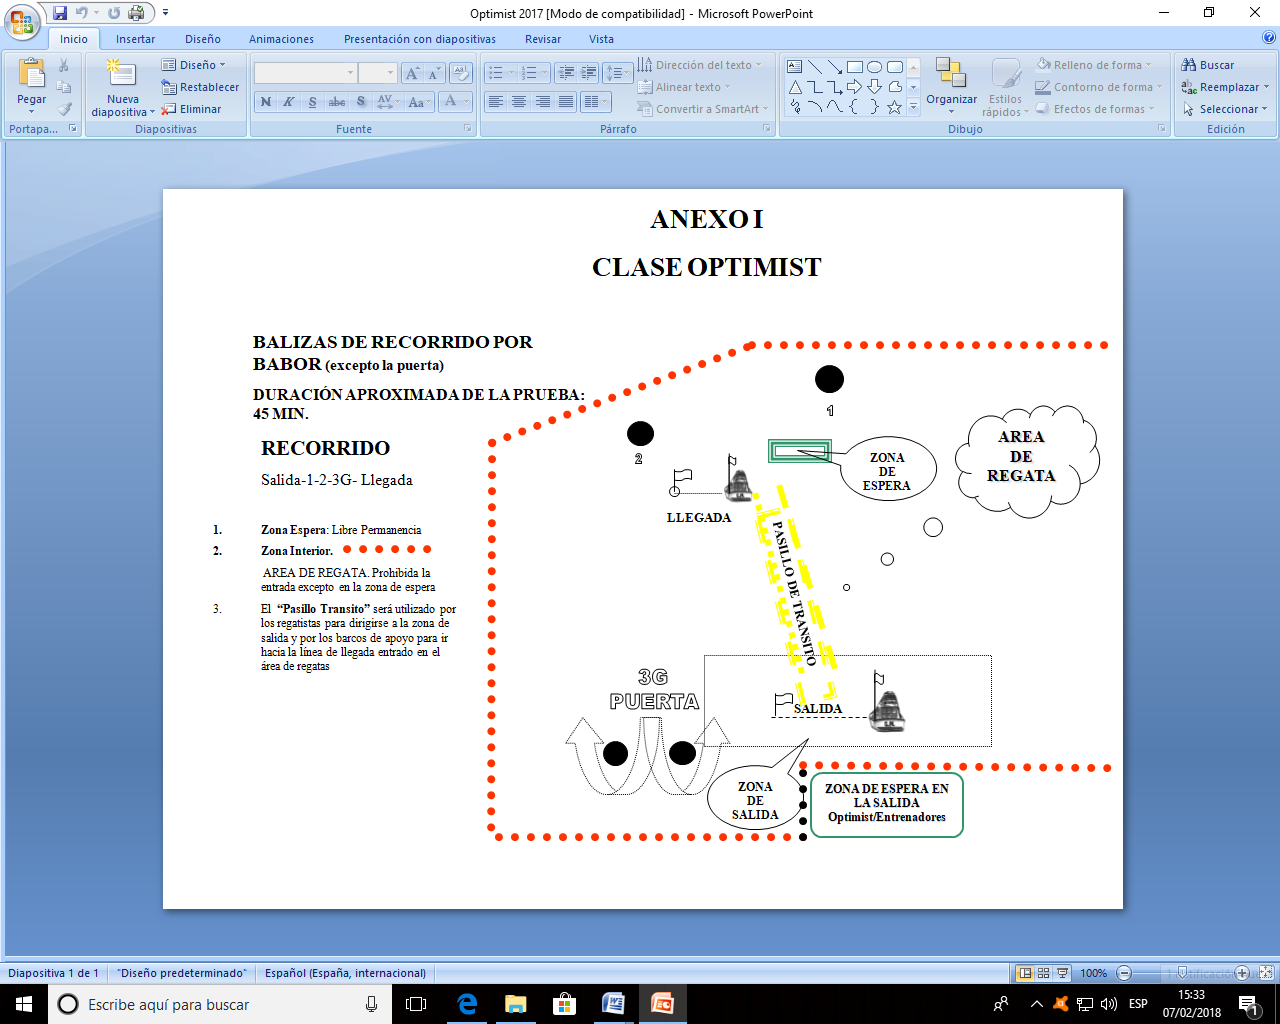 Optimist 2017 [Modo de compatibilidad] - Microsoft PowerPoint
Inicio Insertar Diseño Animaciones Presentación con diapositivas Revisar Vista
Pegar
Portapa...
Nueva diapositiva
Diseño
Restablecer
Eliminar
Diapositivas
N K S abc S AV Aa A
Fuente
Dirección del texto
Alinear texto
Convertir a SmartArt
Párrafo
Organizar
Estilos rápidos
Relleno de forma
Contorno de forma
Efectos de formas
Dibujo
Buscar
Reemplazar
Seleccionar
Edición
ANEXO I
CLASE OPTIMIST
BALIZAS DE RECORRIDO POR
BABOR (excepto la puerta)
DURACIÓN APROXIMADA DE LA PRUEBA:
45 MIN.
RECORRIDO
Salida-1-2-3G- Llegada
1. Zona Espera: Libre Permanencia
2. Zona Interior.
AREA DE REGATA. Prohibida la
entrada excepto en la zona de espera
3. El “Pasillo Transito” será utilizado por
los regatistas para dirigirse a la zona de
salida y por los barcos de apoyo para ir
hacia la línea de llegada entrado en el
área de regatas
1
2
ZONA
DE
ESPERA
AREA
DE
REGATA
LLEGADA
PASILLO DE TRANSITO
3G
PUERTA
SALIDA
ZONA
DE
SALIDA
ZONA DE ESPERA EN
LA SALIDA
Optimist/Entrenadores
Diapositiva 1 de 1 "Diseño predeterminado" Español (España, internacional) 100%
Escribe aquí para buscar
ESP
15:33
07/02/2018
1